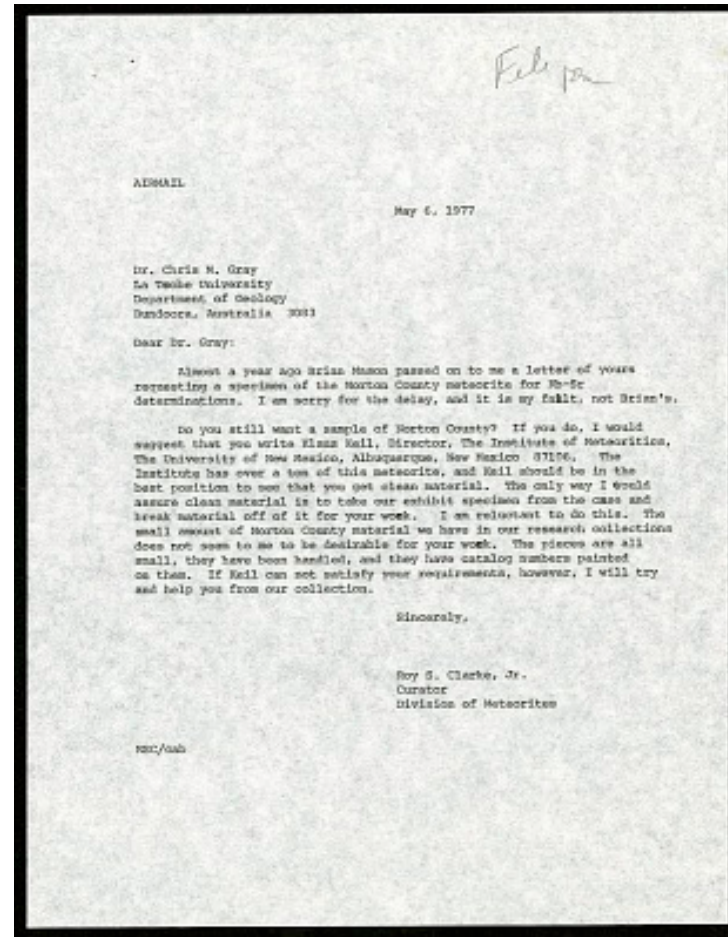 AIRMAIL
May 6, 1977
Dr. Chris M. Gray
La Trobe University
Department of Geology
Bundoora, Australia 3083
Dear Dr. Gray:
Almost a year ago Brian Mason passed on to me a letter of yours
requesting a specimen of the Norton County meteorite for Rb-Sr
determinations. I am sorry for the delay, and it is my fault, not Brian's.
Do you still want a sample of Norton County? If you do, I would
suggest that you write Klaus Keil, Director, The Institute of Meteoritics,
The University of New Mexico, Albuquerque, New Mexico 87106. The
Institute has over a ton of this meteorite, and Keil should be in the
best position to see that you get clean material. The only way I could
assure clean material is to take our exhibit specimen from the case and
break material off of it for your work. I am reluctant to do this. The
small amount of Norton County material we have in our research collections
does not seem to me to be desirable for your work. The pieces are all
small, they have been handled, and they have catalog numbers painted
on them. If Keil can not satisfy your requirements, however, I will try
and help you from our collection.
Sincerely,
Roy S. Clarke, Jr.
Curator
Division of Meteorites
RSC/oab